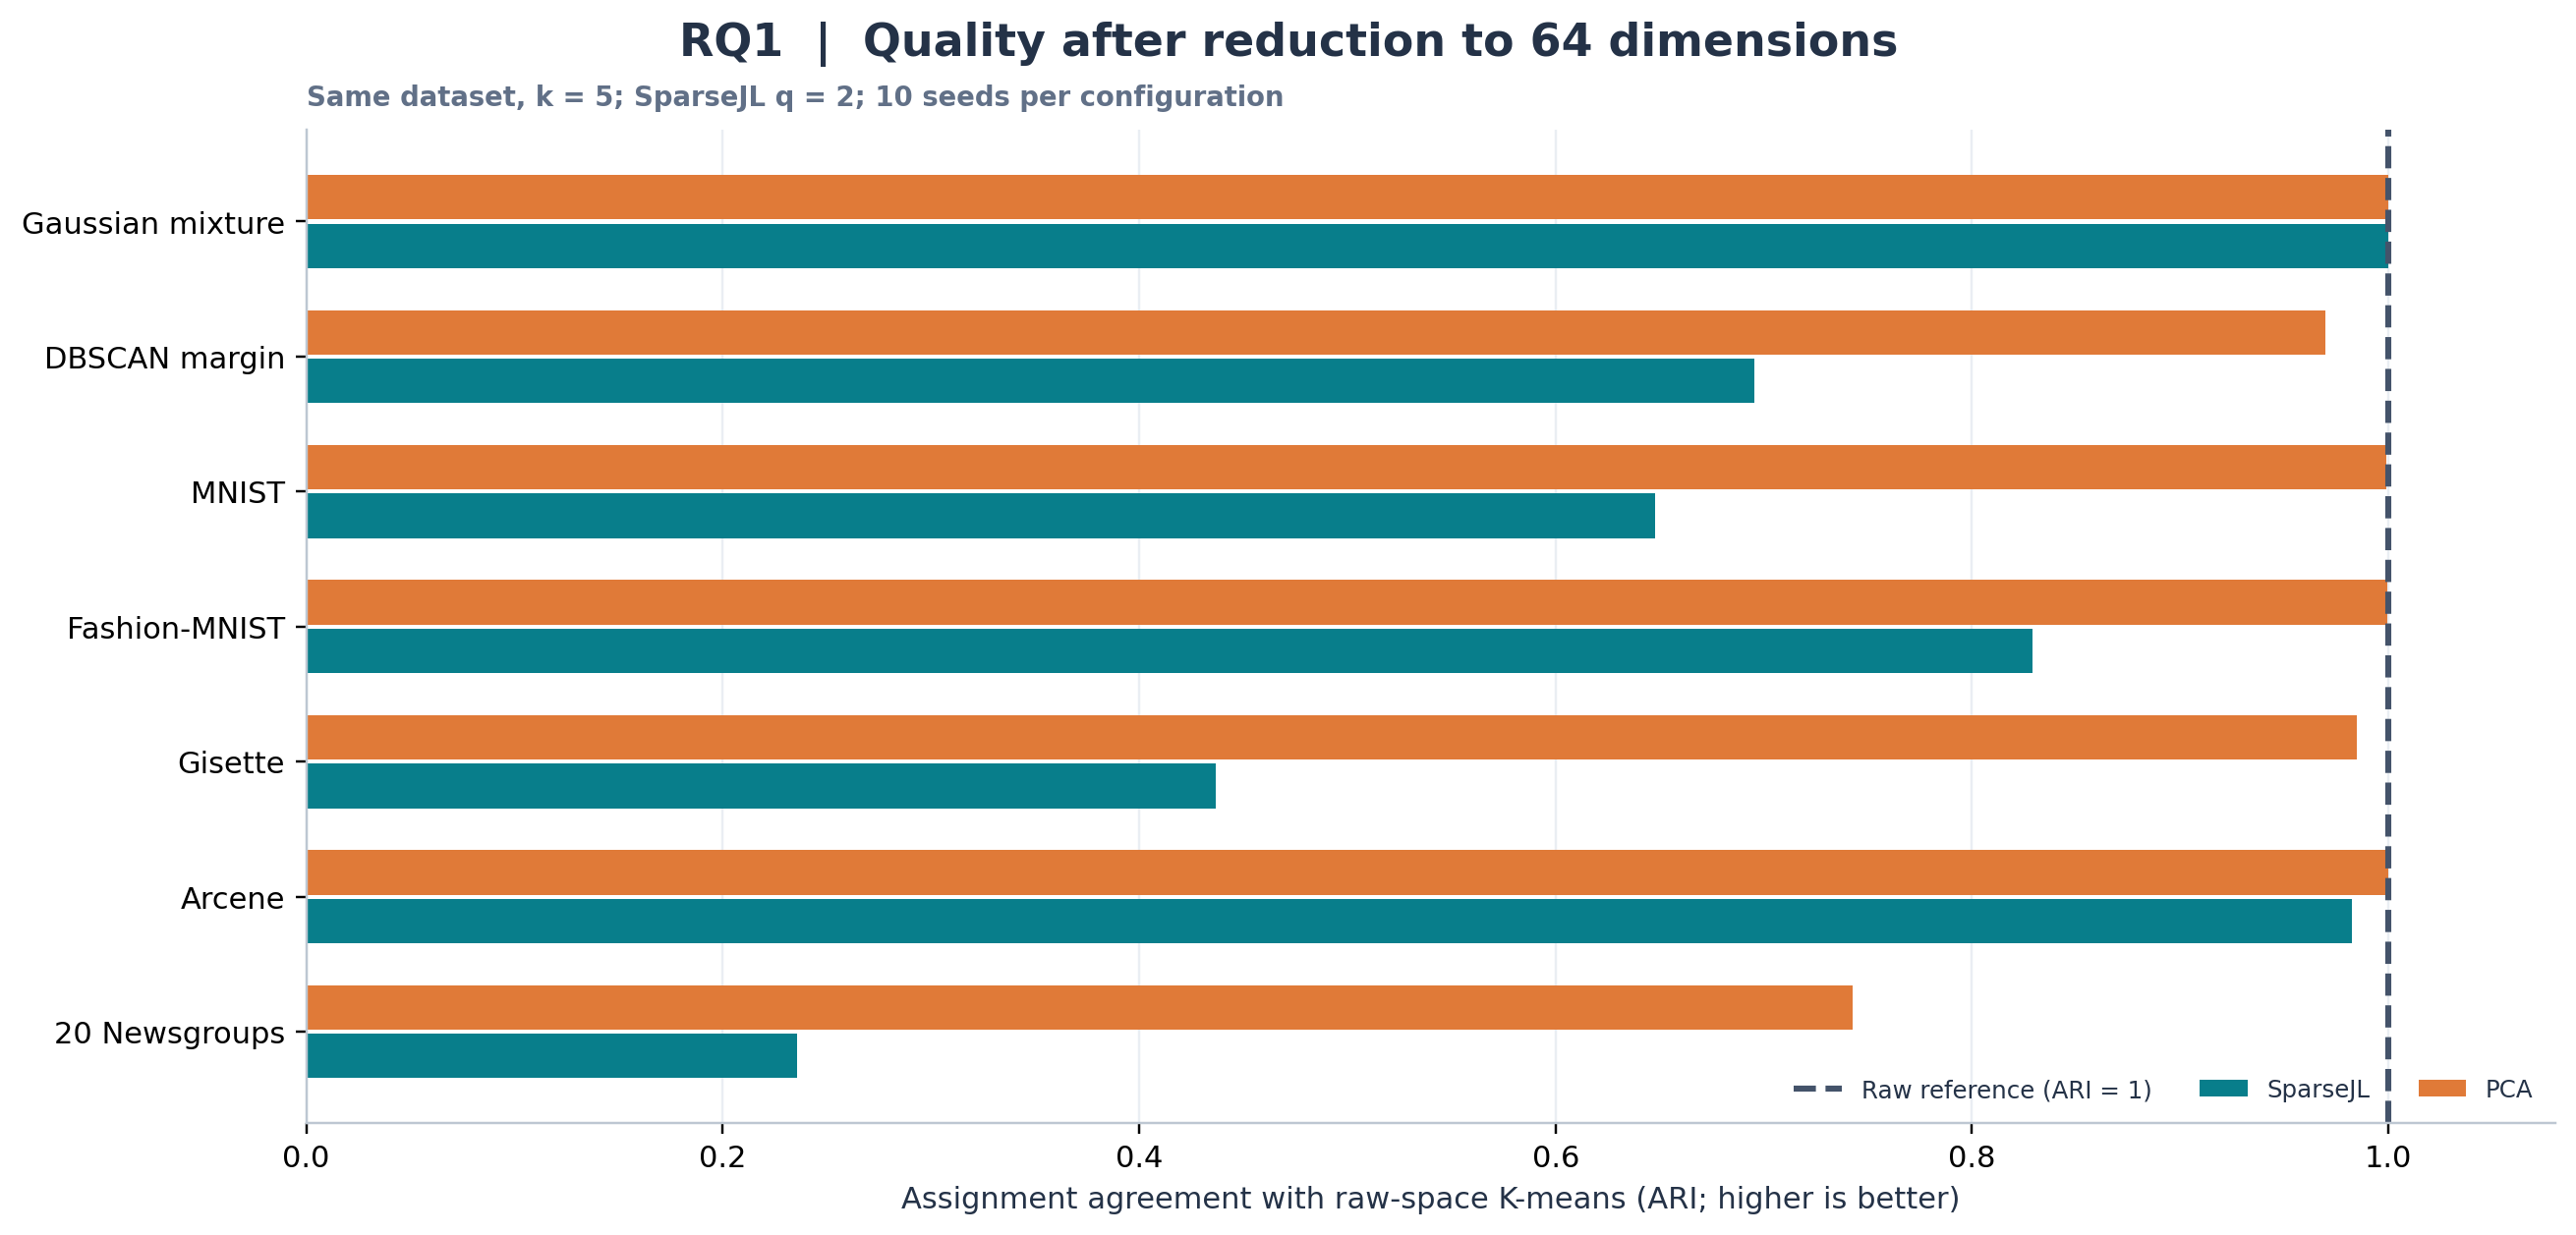 RQ1 | Quality after reduction to 64 dimensions
Same dataset, k = 5; SparseJL q = 2; 10 seeds per configuration
Gaussian mixture
DBSCAN margin
MNIST
Fashion-MNIST
Gisette
Arcene
20 Newsgroups
Raw reference (ARI = 1) SparseJL PCA
0.0 0.2 0.4 0.6 0.8 1.0
Assignment agreement with raw-space K-means (ARI; higher is better)